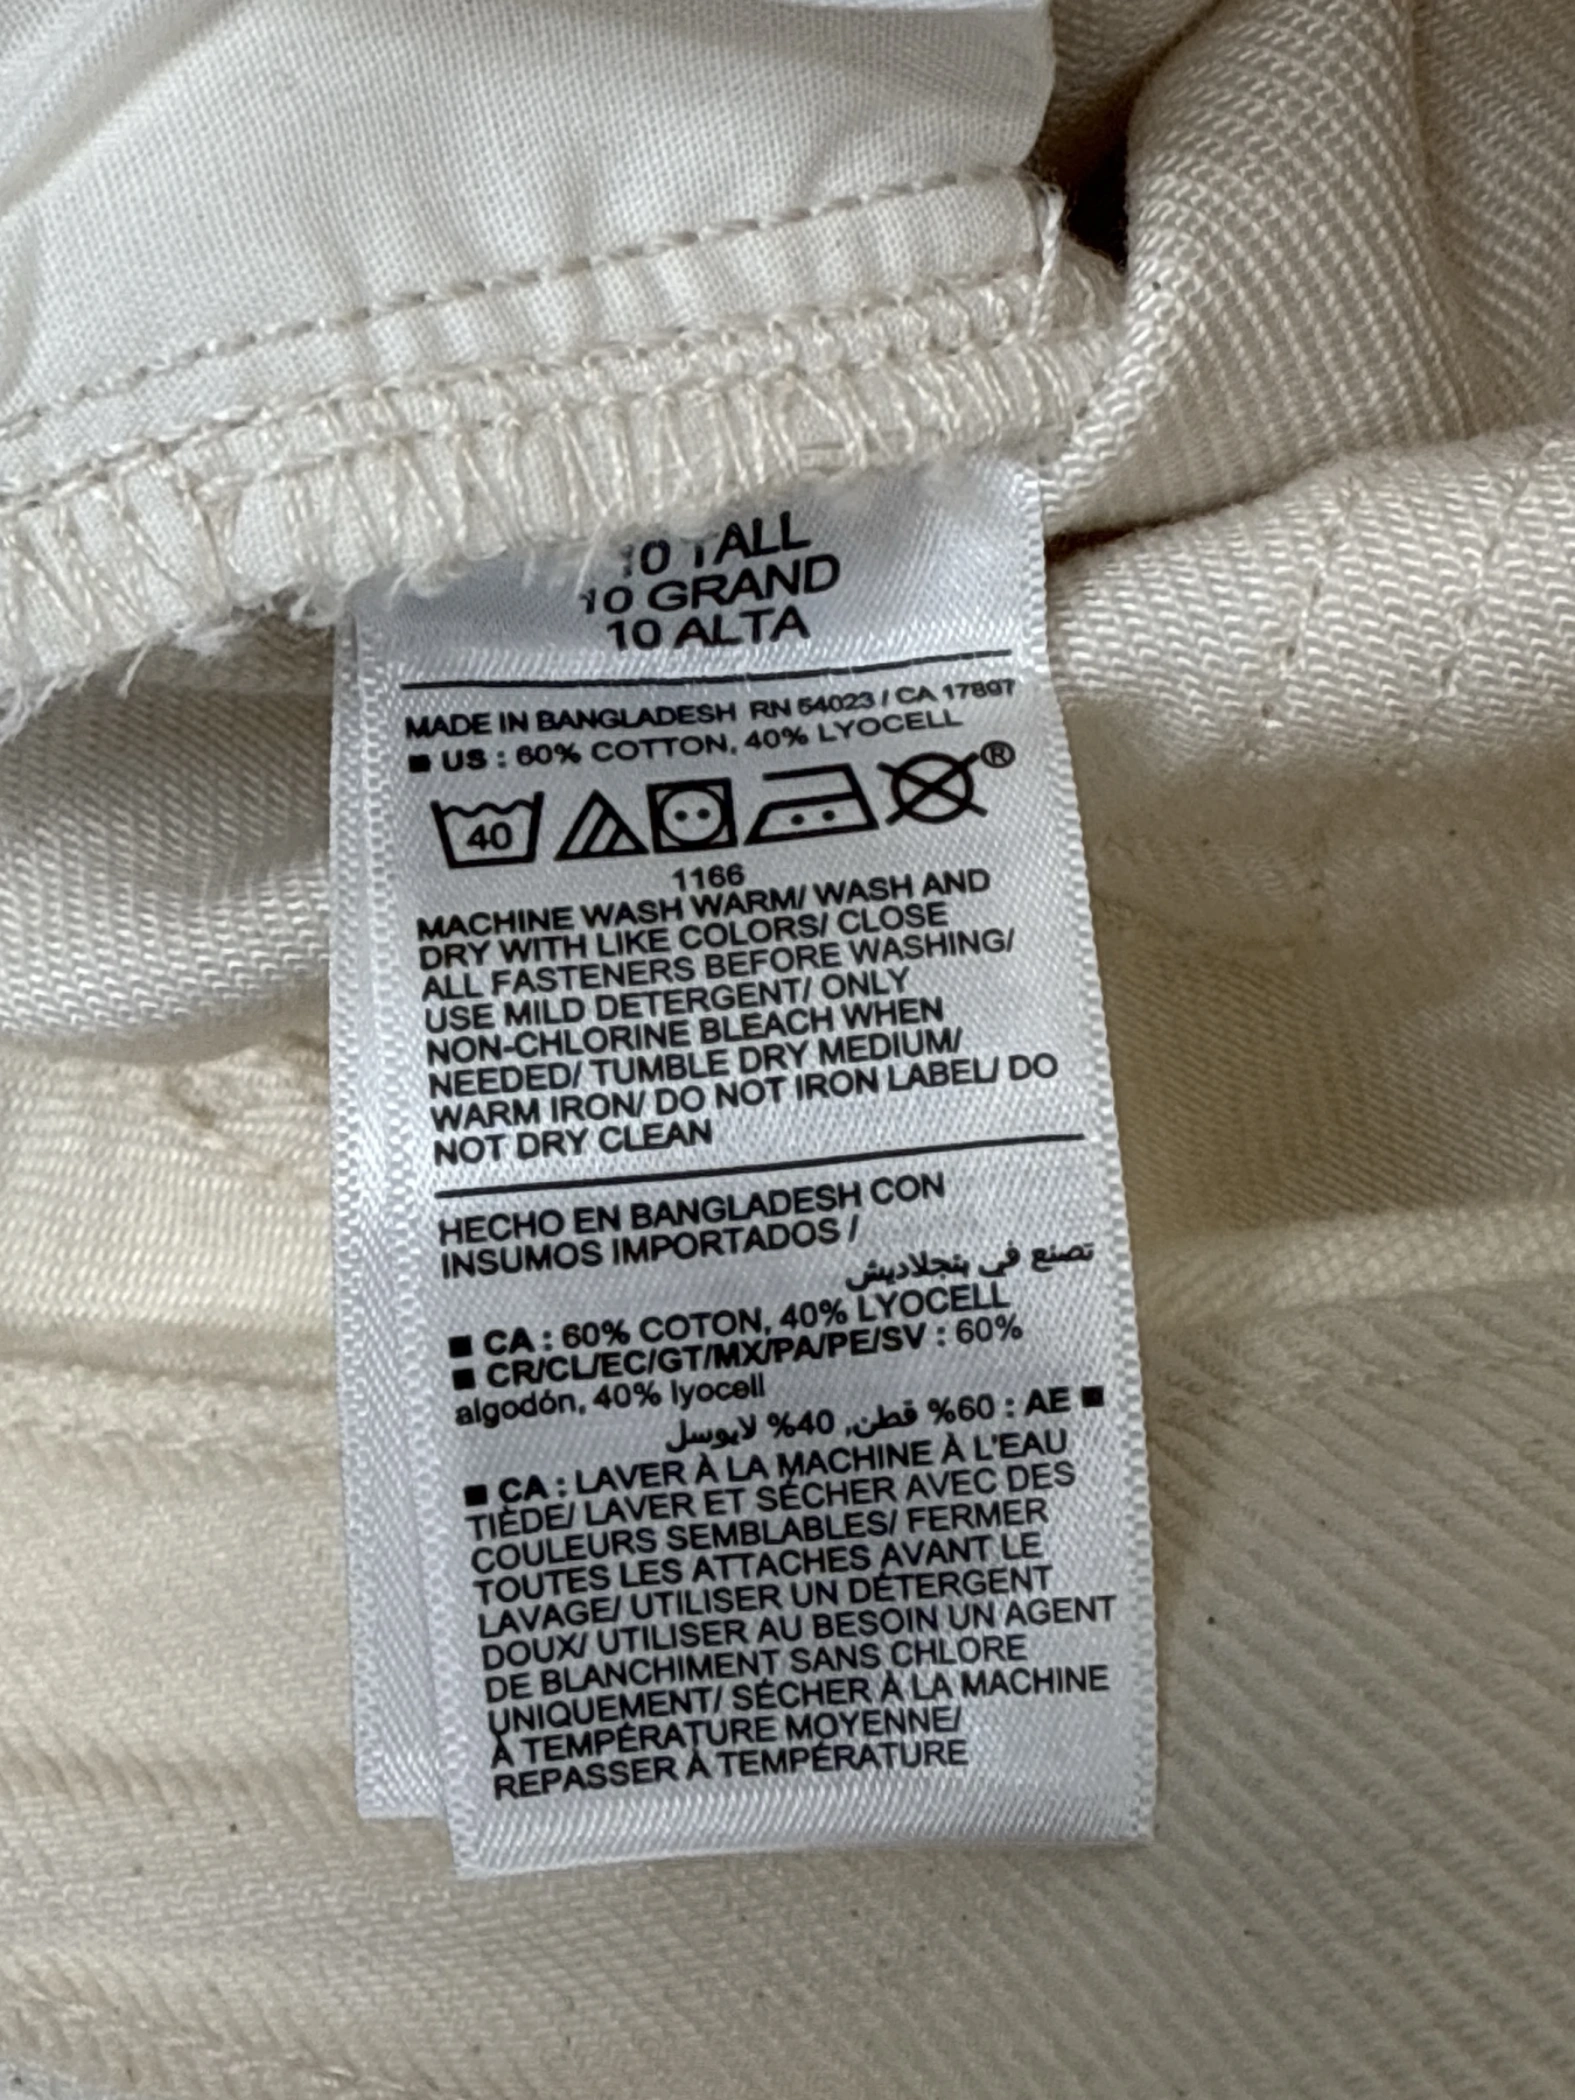 10 TALL
10 GRAND
10 ALTA
MADE IN BANGLADESH RN 54023 / CA 17897
■ US : 60% COTTON, 40% LYOCELL
40 ®
1166
MACHINE WASH WARM/ WASH AND
DRY WITH LIKE COLORS/ CLOSE
ALL FASTENERS BEFORE WASHING/
USE MILD DETERGENT/ ONLY
NON-CHLORINE BLEACH WHEN
NEEDED/ TUMBLE DRY MEDIUM/
WARM IRON/ DO NOT IRON LABEL/ DO
NOT DRY CLEAN
HECHO EN BANGLADESH CON
INSUMOS IMPORTADOS /
تصنع في بنجلاديش
■ CA : 60% COTON, 40% LYOCELL
■ CR/CL/EC/GT/MX/PA/PE/SV : 60%
algodón, 40% lyocell
■ AE : 60% قطن, 40% لايوسل
■ CA : LAVER À LA MACHINE À L'EAU
TIÈDE/ LAVER ET SÉCHER AVEC DES
COULEURS SEMBLABLES/ FERMER
TOUTES LES ATTACHES AVANT LE
LAVAGE/ UTILISER UN DÉTERGENT
DOUX/ UTILISER AU BESOIN UN AGENT
DE BLANCHIMENT SANS CHLORE
UNIQUEMENT/ SÉCHER À LA MACHINE
À TEMPÉRATURE MOYENNE/
REPASSER À TEMPÉRATURE